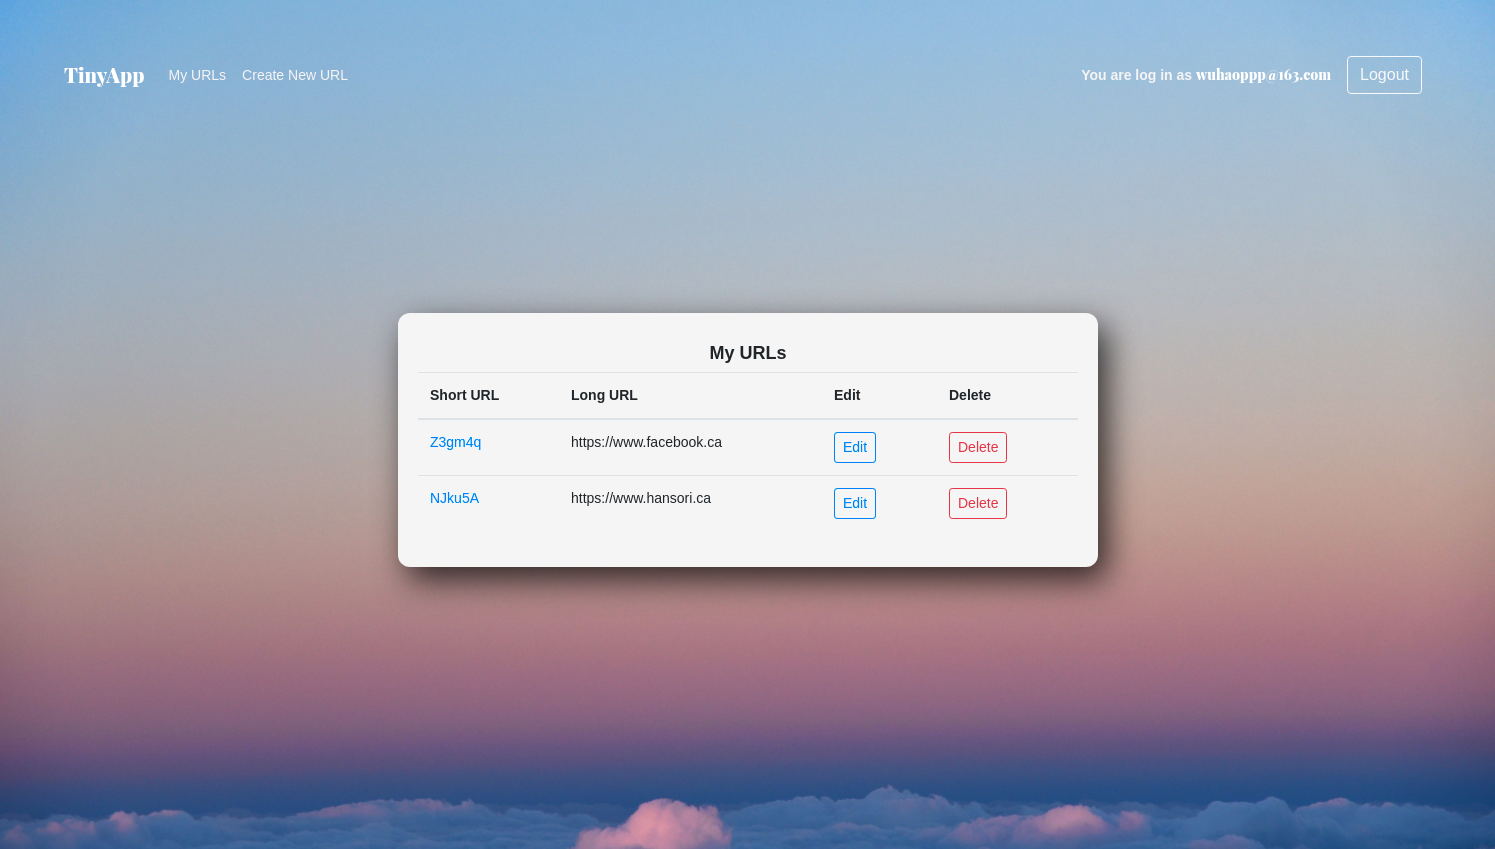 TinyApp My URLs Create New URL You are log in as wuhaoppp@163.com Logout
My URLs
Short URL Long URL Edit Delete
Z3gm4q https://www.facebook.ca Edit Delete
NJku5A https://www.hansori.ca Edit Delete